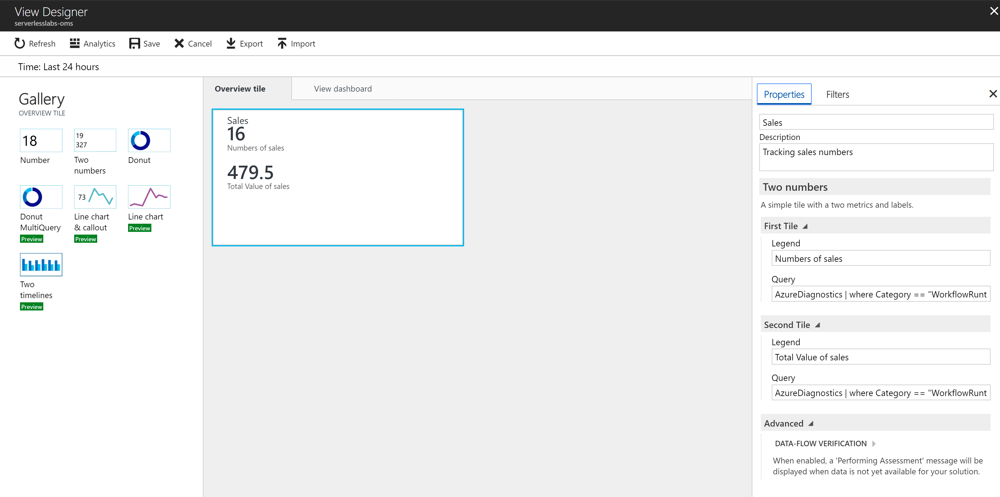 View Designer
serverlesslabs-oms
Refresh Analytics Save Cancel Export Import
Time: Last 24 hours
Gallery
OVERVIEW TILE
18
Number
19
327
Two
numbers
Donut
Donut
MultiQuery
Preview
73
Line chart
& callout
Preview
Line chart
Preview
Two
timelines
Preview
Overview tile View dashboard
Sales
16
Numbers of sales
479.5
Total Value of sales
Properties Filters
Sales
Description
Tracking sales numbers
Two numbers
A simple tile with a two metrics and labels.
First Tile
Legend
Numbers of sales
Query
AzureDiagnostics | where Category == "WorkflowRunt
Second Tile
Legend
Total Value of sales
Query
AzureDiagnostics | where Category == "WorkflowRunt
Advanced
DATA-FLOW VERIFICATION
When enabled, a 'Performing Assessment' message will be
displayed when data is not yet available for your solution.